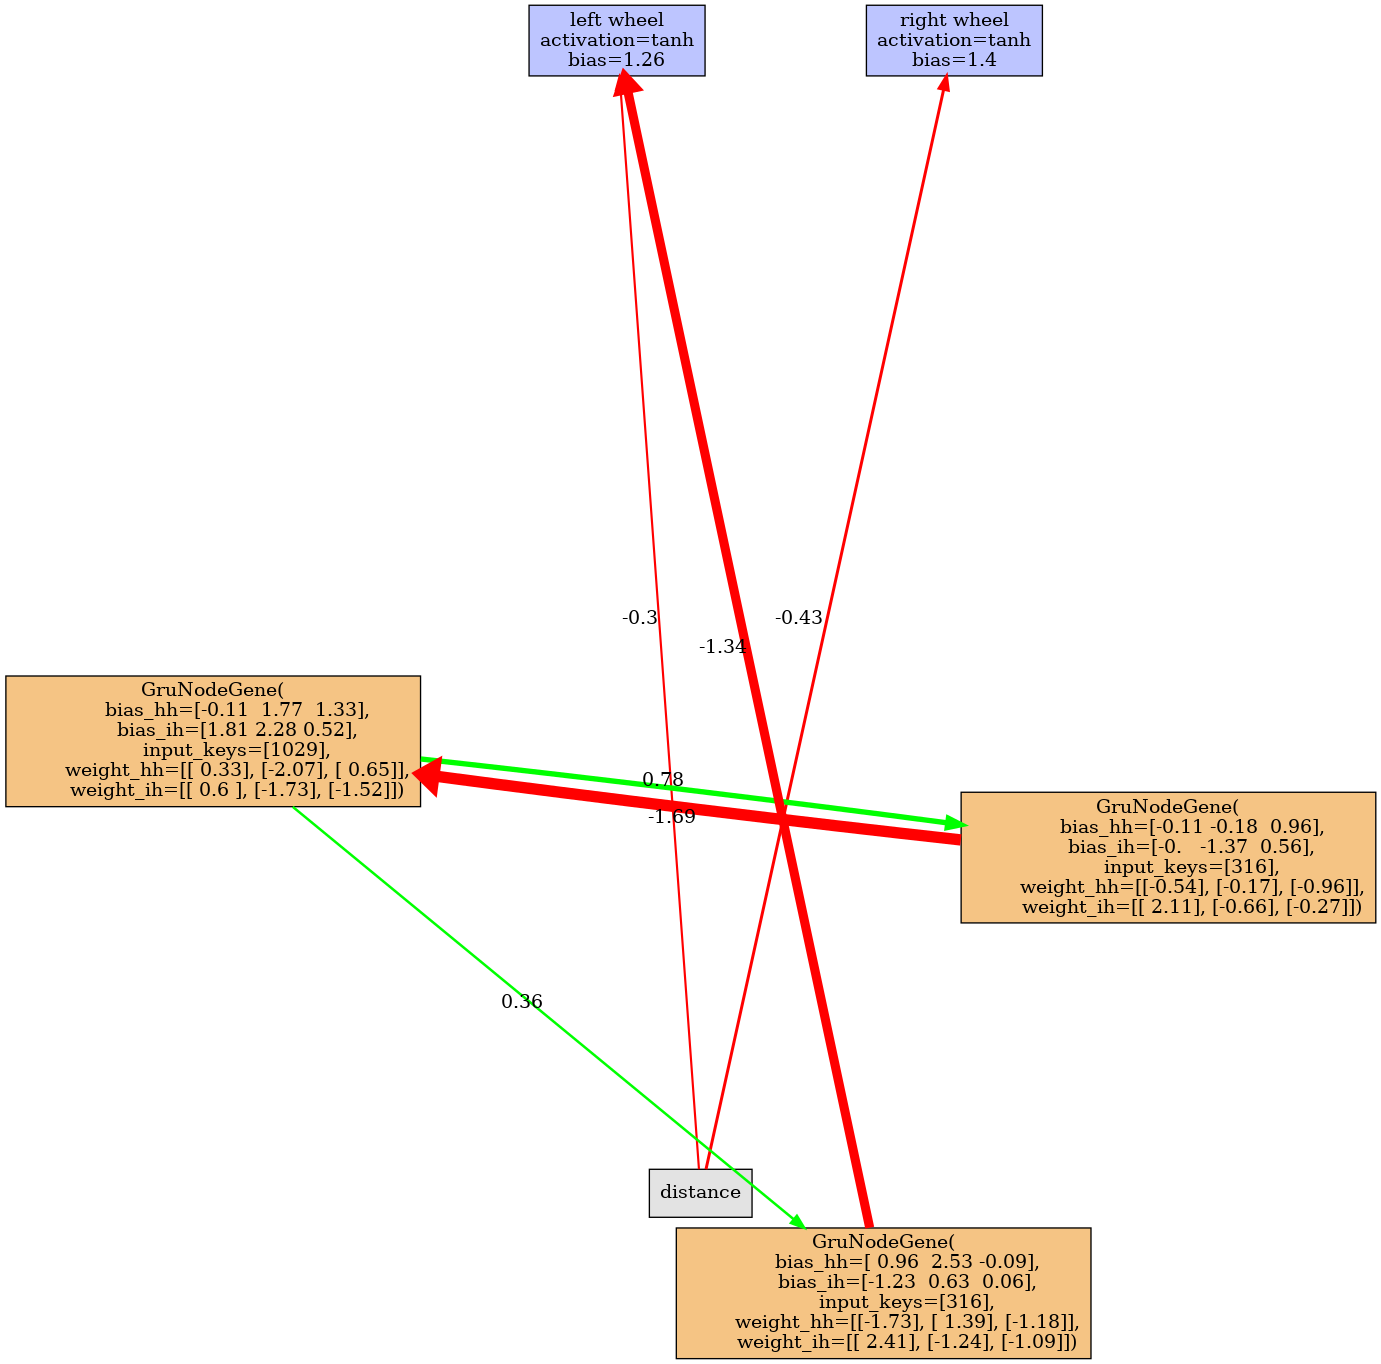 left wheel
activation=tanh
bias=1.26
right wheel
activation=tanh
bias=1.4
-0.3
-0.43
-1.34
GruNodeGene(
bias_hh=[-0.11  1.77  1.33],
bias_ih=[1.81 2.28 0.52],
input_keys=[1029],
weight_hh=[[ 0.33], [-2.07], [ 0.65]],
weight_ih=[[ 0.6 ], [-1.73], [-1.52]])
0.78
-1.69
GruNodeGene(
bias_hh=[-0.11 -0.18  0.96],
bias_ih=[-0.   -1.37  0.56],
input_keys=[316],
weight_hh=[[-0.54], [-0.17], [-0.96]],
weight_ih=[[ 2.11], [-0.66], [-0.27]])
0.36
distance
GruNodeGene(
bias_hh=[ 0.96  2.53 -0.09],
bias_ih=[-1.23  0.63  0.06],
input_keys=[316],
weight_hh=[[-1.73], [ 1.39], [-1.18]],
weight_ih=[[ 2.41], [-1.24], [-1.09]])